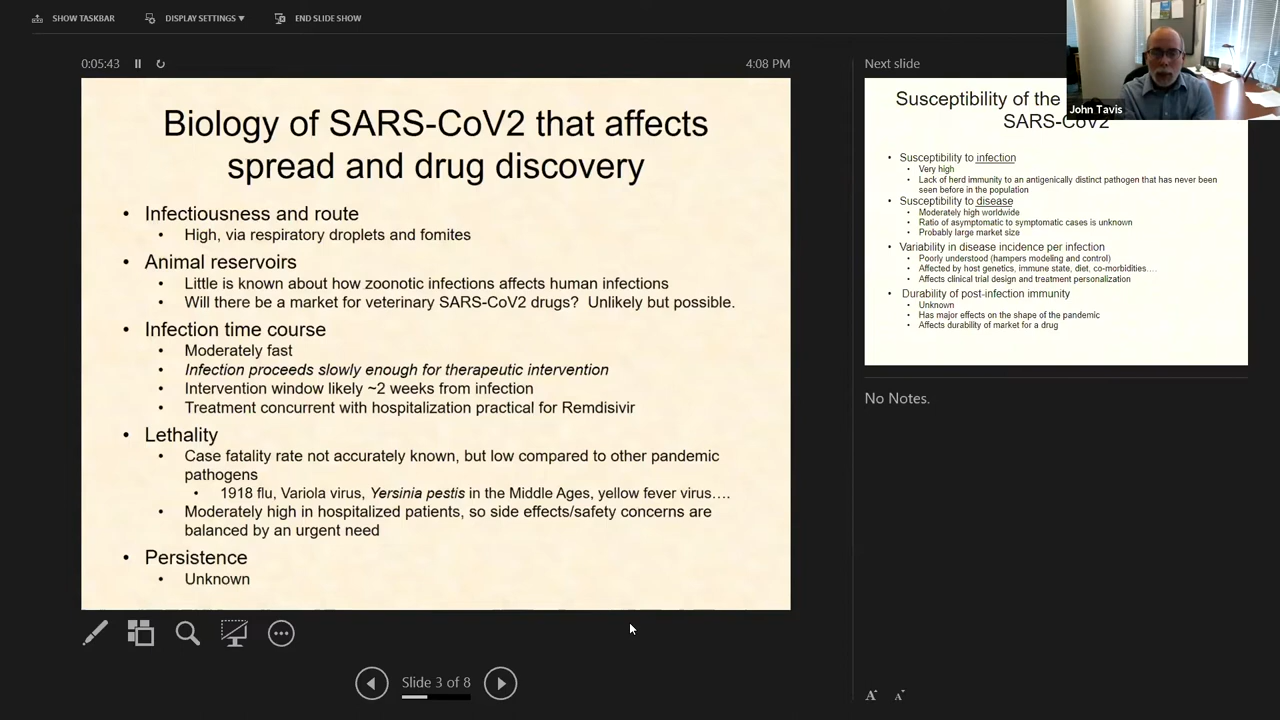 SHOW TASKBAR
DISPLAY SETTINGS ▼
END SLIDE SHOW
0:05:43
4:08 PM
Biology of SARS-CoV2 that affects
spread and drug discovery
• Infectiousness and route
• High, via respiratory droplets and fomites
• Animal reservoirs
• Little is known about how zoonotic infections affects human infections
• Will there be a market for veterinary SARS-CoV2 drugs? Unlikely but possible.
• Infection time course
• Moderately fast
• Infection proceeds slowly enough for therapeutic intervention
• Intervention window likely ~2 weeks from infection
• Treatment concurrent with hospitalization practical for Remdisivir
• Lethality
• Case fatality rate not accurately known, but low compared to other pandemic
pathogens
• 1918 flu, Variola virus, Yersinia pestis in the Middle Ages, yellow fever virus….
• Moderately high in hospitalized patients, so side effects/safety concerns are
balanced by an urgent need
• Persistence
• Unknown
Slide 3 of 8
Next slide
John Tavis
Susceptibility of the
SARS-CoV2
• Susceptibility to infection
• Very high
• Lack of herd immunity to an antigenically distinct pathogen that has never been
seen before in the population
• Susceptibility to disease
• Moderately high worldwide
• Ratio of asymptomatic to symptomatic cases is unknown
• Probably large market size
• Variability in disease incidence per infection
• Poorly understood (hampers modeling and control)
• Affected by host genetics, immune state, diet, co-morbidities….
• Affects clinical trial design and treatment personalization
• Durability of post-infection immunity
• Unknown
• Has major effects on the shape of the pandemic
• Affects durability of market for a drug
No Notes.
A A